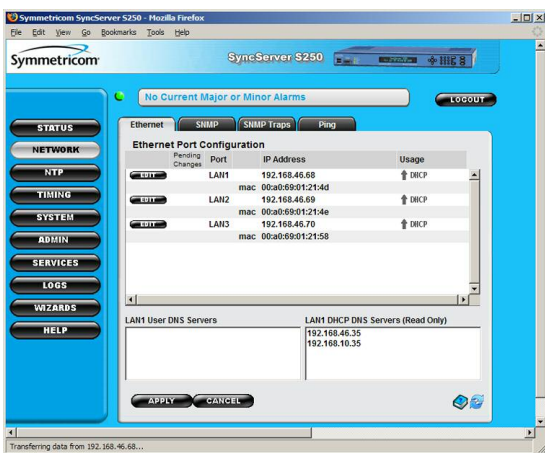 Symmetricom SyncServer S250 - Mozilla Firefox
File Edit View Go Bookmarks Tools Help
Symmetricom
SyncServer S250
No Current Major or Minor Alarms
LOGOUT
STATUS
NETWORK
NTP
TIMING
SYSTEM
ADMIN
SERVICES
LOGS
WIZARDS
HELP
Ethernet SNMP SNMP Traps Ping
Ethernet Port Configuration
Pending Changes Port IP Address Usage
EDIT LAN1 192.168.46.68 DHCP
mac 00:a0:69:01:21:4d
EDIT LAN2 192.168.46.69 DHCP
mac 00:a0:69:01:21:4e
EDIT LAN3 192.168.46.70 DHCP
mac 00:a0:69:01:21:58
LAN1 User DNS Servers
LAN1 DHCP DNS Servers (Read Only)
192.168.46.35
192.168.10.35
APPLY CANCEL
Transferring data from 192.168.46.68...